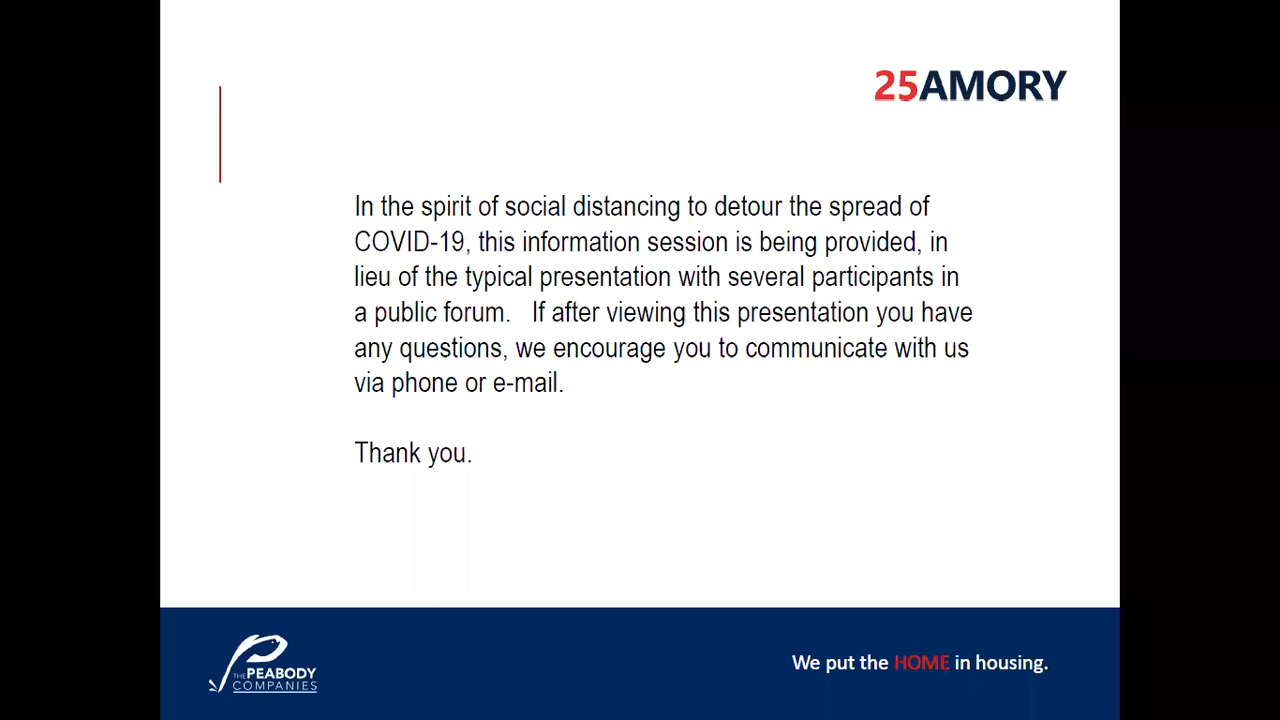 25AMORY
In the spirit of social distancing to detour the spread of
COVID-19, this information session is being provided, in
lieu of the typical presentation with several participants in
a public forum.   If after viewing this presentation you have
any questions, we encourage you to communicate with us
via phone or e-mail.
Thank you.
THE PEABODY
COMPANIES
We put the HOME in housing.